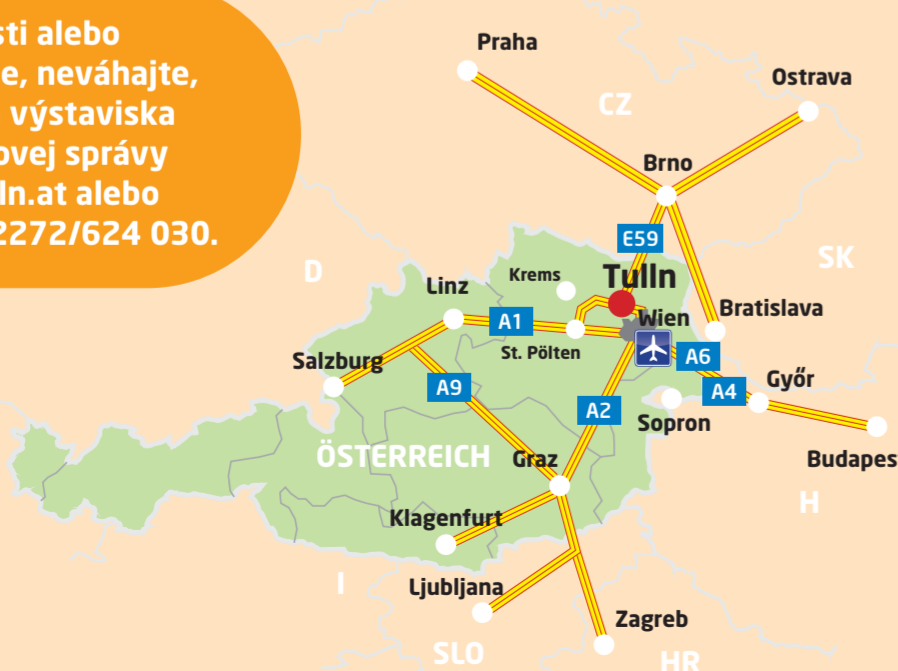 sti alebo
e, neváhajte,
výstaviska
ovej správy
ln.at alebo
2272/624 030.
Praha
Ostrava
CZ
Brno
E59
SK
D
Krems
Tulln
Linz
Wien
Bratislava
A1
St. Pölten
A6
Salzburg
A9
A4
Győr
A2
Sopron
ÖSTERREICH
Graz
Budapes
H
Klagenfurt
I
Ljubljana
Zagreb
SLO
HR